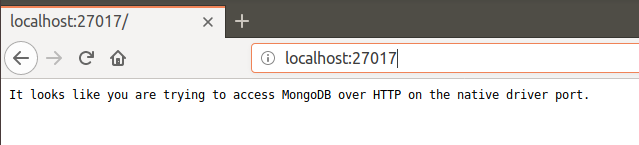 localhost:27017/
localhost:27017
It looks like you are trying to access MongoDB over HTTP on the native driver port.